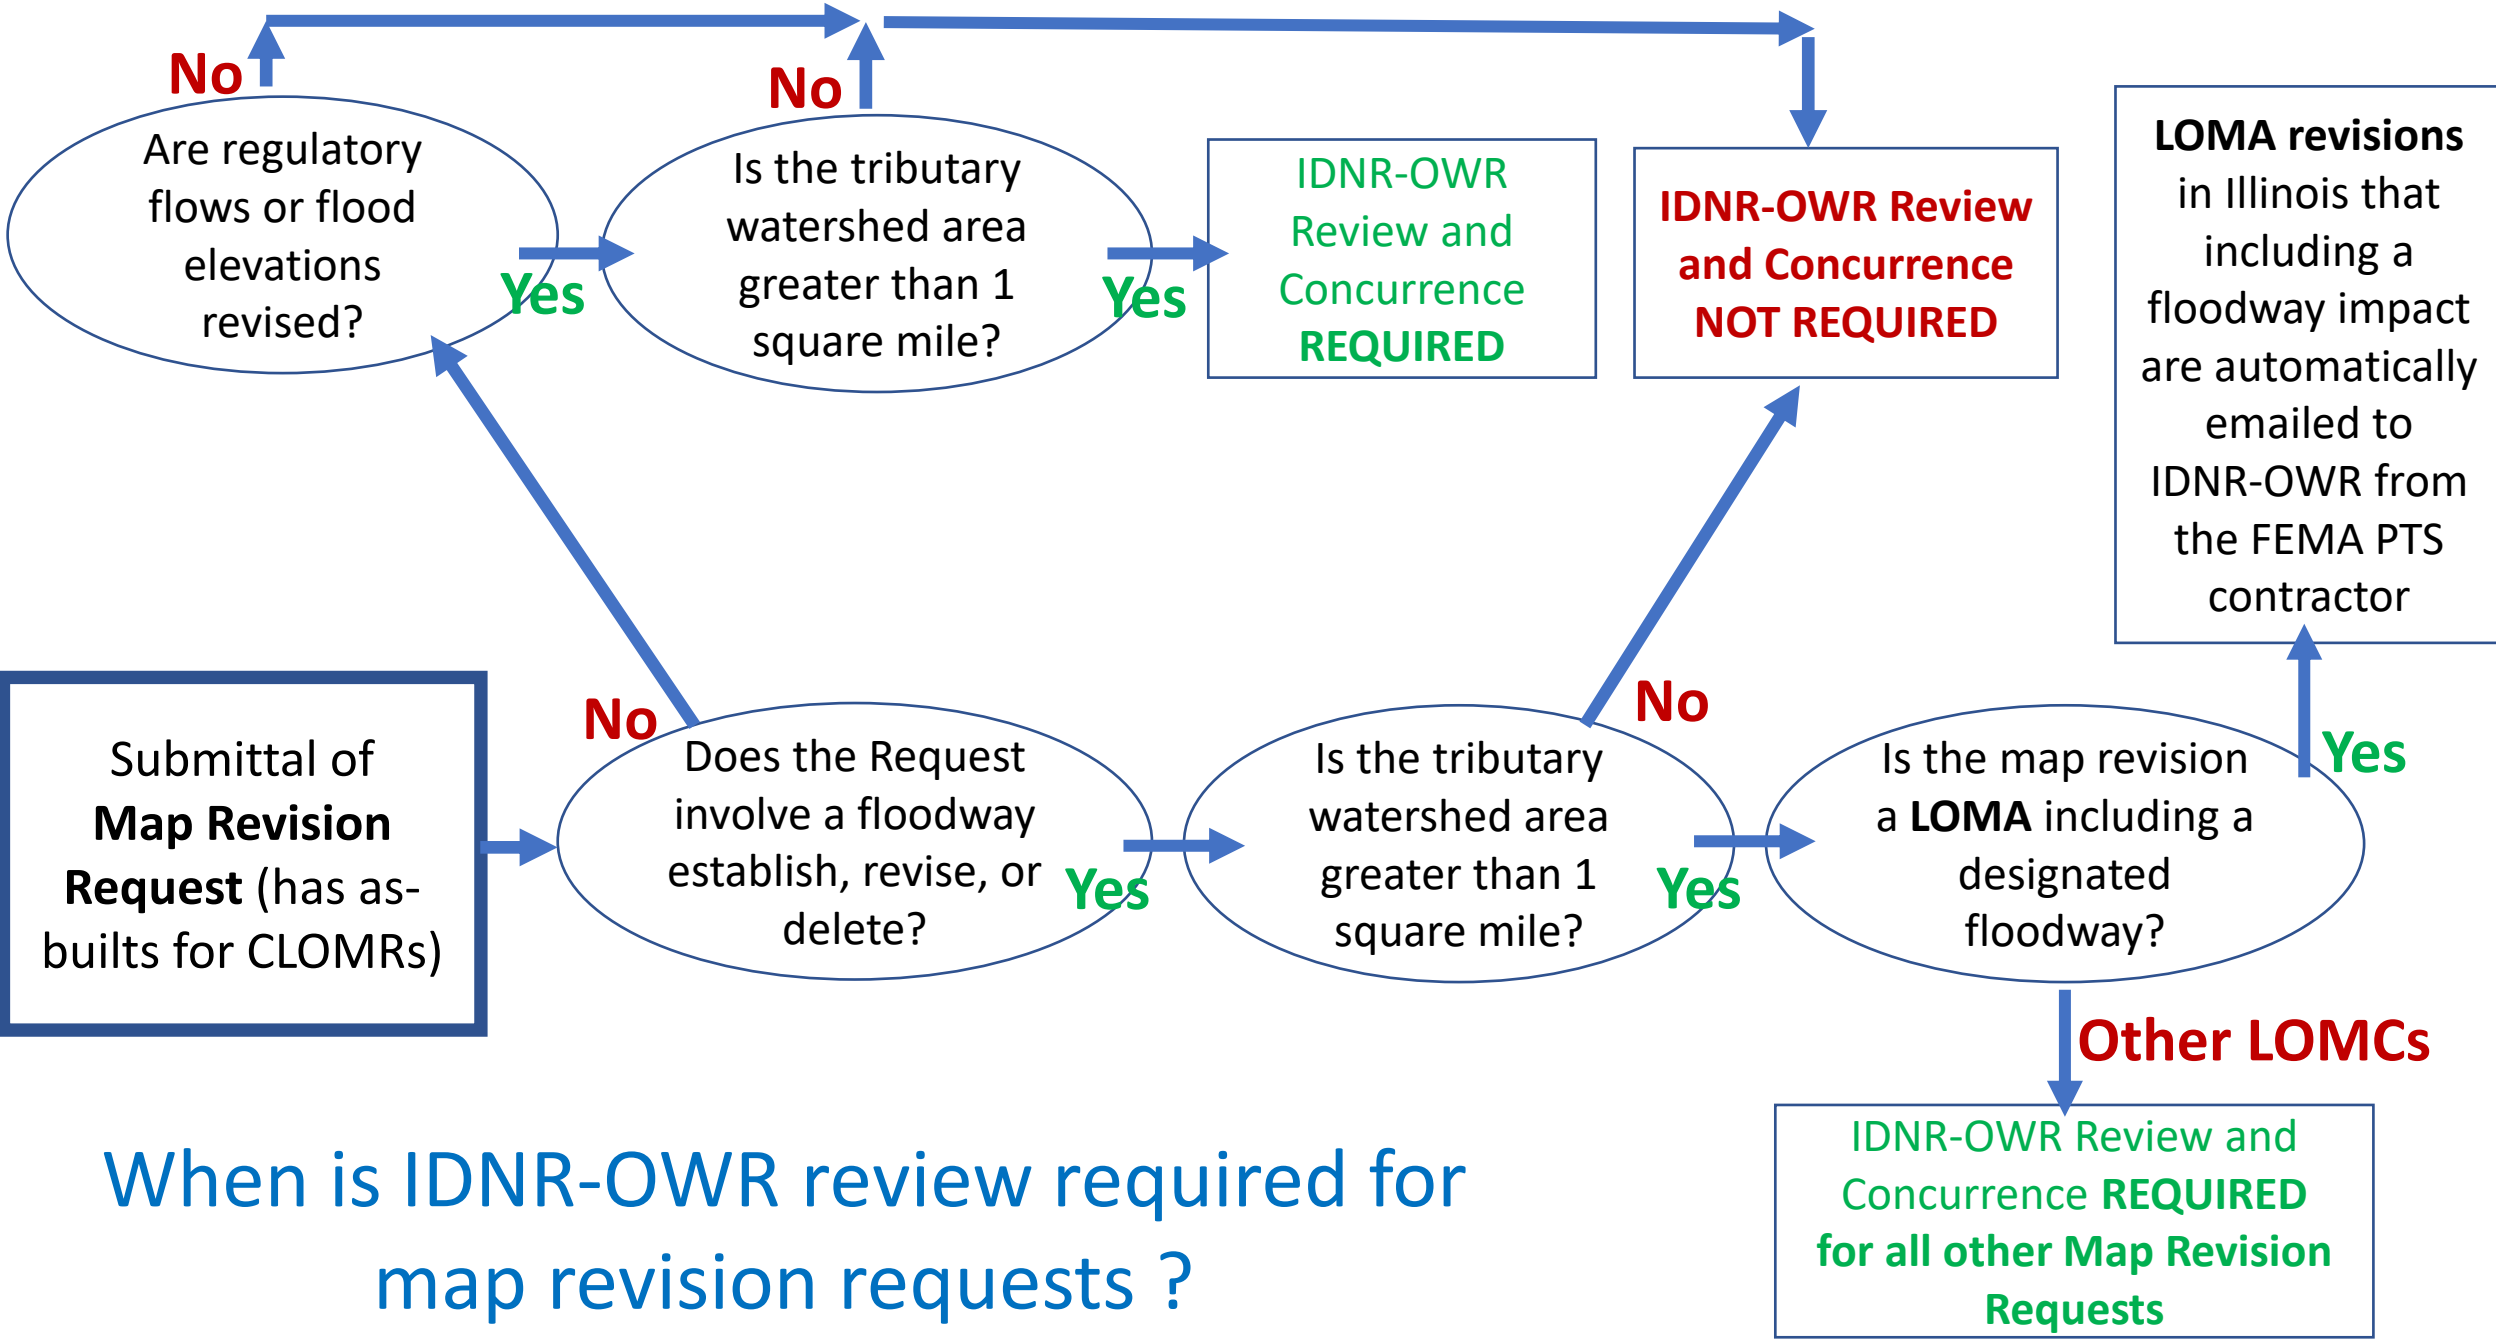 No
Are regulatory
flows or flood
elevations
revised?
Yes
No
Is the tributary
watershed area
greater than 1
square mile?
Yes
IDNR-OWR
Review and
Concurrence
REQUIRED
IDNR-OWR Review
and Concurrence
NOT REQUIRED
LOMA revisions
in Illinois that
including a
floodway impact
are automatically
emailed to
IDNR-OWR from
the FEMA PTS
contractor
Submittal of
Map Revision
Request (has as-
builts for CLOMRs)
No
Does the Request
involve a floodway
establish, revise, or
delete?
Yes
No
Is the tributary
watershed area
greater than 1
square mile?
Yes
Is the map revision
a LOMA including a
designated
floodway?
Yes
Other LOMCs
IDNR-OWR Review and
Concurrence REQUIRED
for all other Map Revision
Requests
When is IDNR-OWR review required for
map revision requests ?